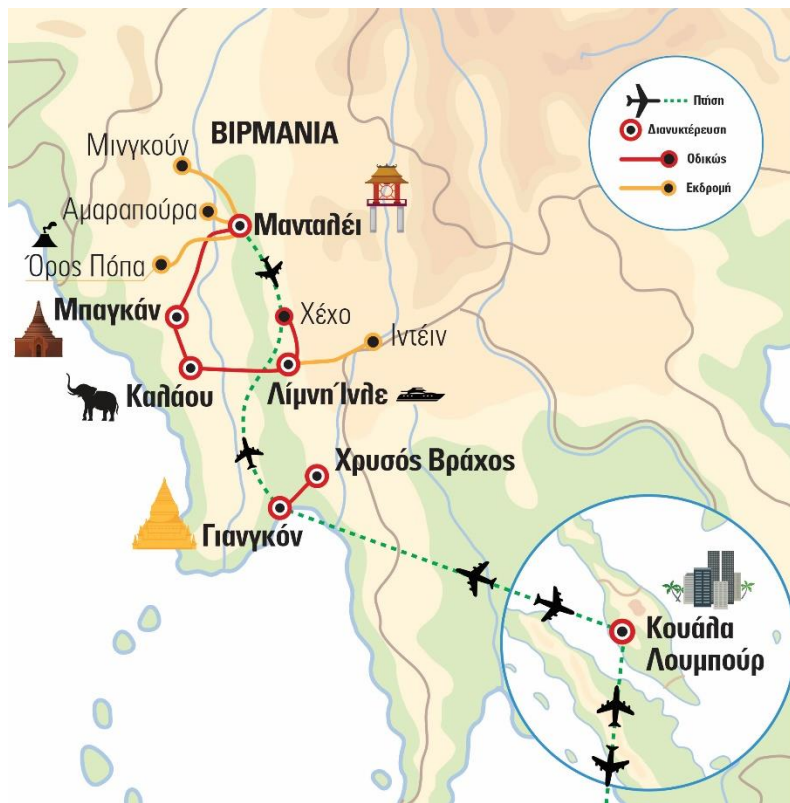 Πτήση
Διανυκτέρευση
Οδικώς
Εκδρομή
ΒΙΡΜΑΝΙΑ
Μινγκούν
Αμαραπούρα
Μανταλέι
Όρος Πόπα
Μπαγκάν
Χέχο
Ιντέιν
Καλάου
Λίμνη Ίνλε
Χρυσός Βράχος
Γιανγκόν
Κουάλα
Λουμπούρ